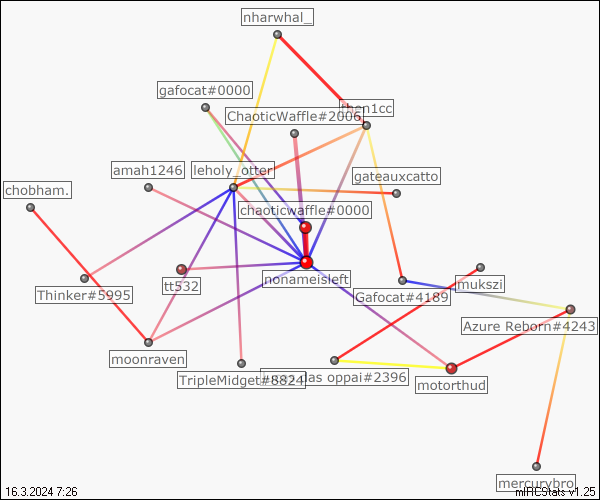 nharwhal_
gafocat#0000
then1cc
ChaoticWaffle#2006
amah1246
leholy_otter
gateauxcatto
chobham.
chaoticwaffle#0000
nonameisleft
tt532
mukszi
Thinker#5995
Gafocat#4189
Azure Reborn#4243
moonraven
las oppai#2396
TripleMidget#8824
motorthud
mercurybro
16.3.2024 7:26
mIRCStats v1.25